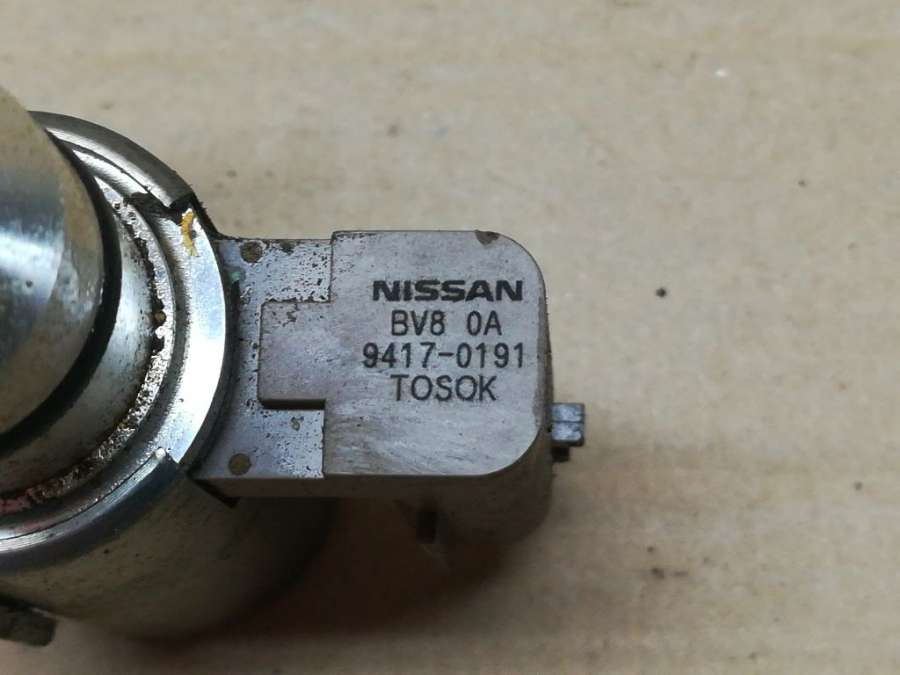 NISSAN
BV8 0A
9417-0191
TOSOK